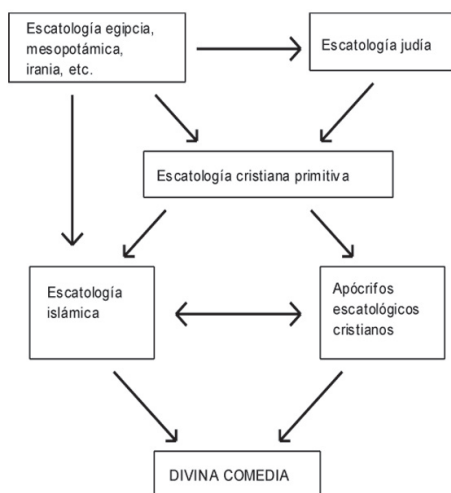 Escatología egipcia,
mesopotámica,
irania, etc.
Escatología judía
Escatología cristiana primitiva
Escatología
islámica
Apócrifos
escatológicos
cristianos
DIVINA COMEDIA